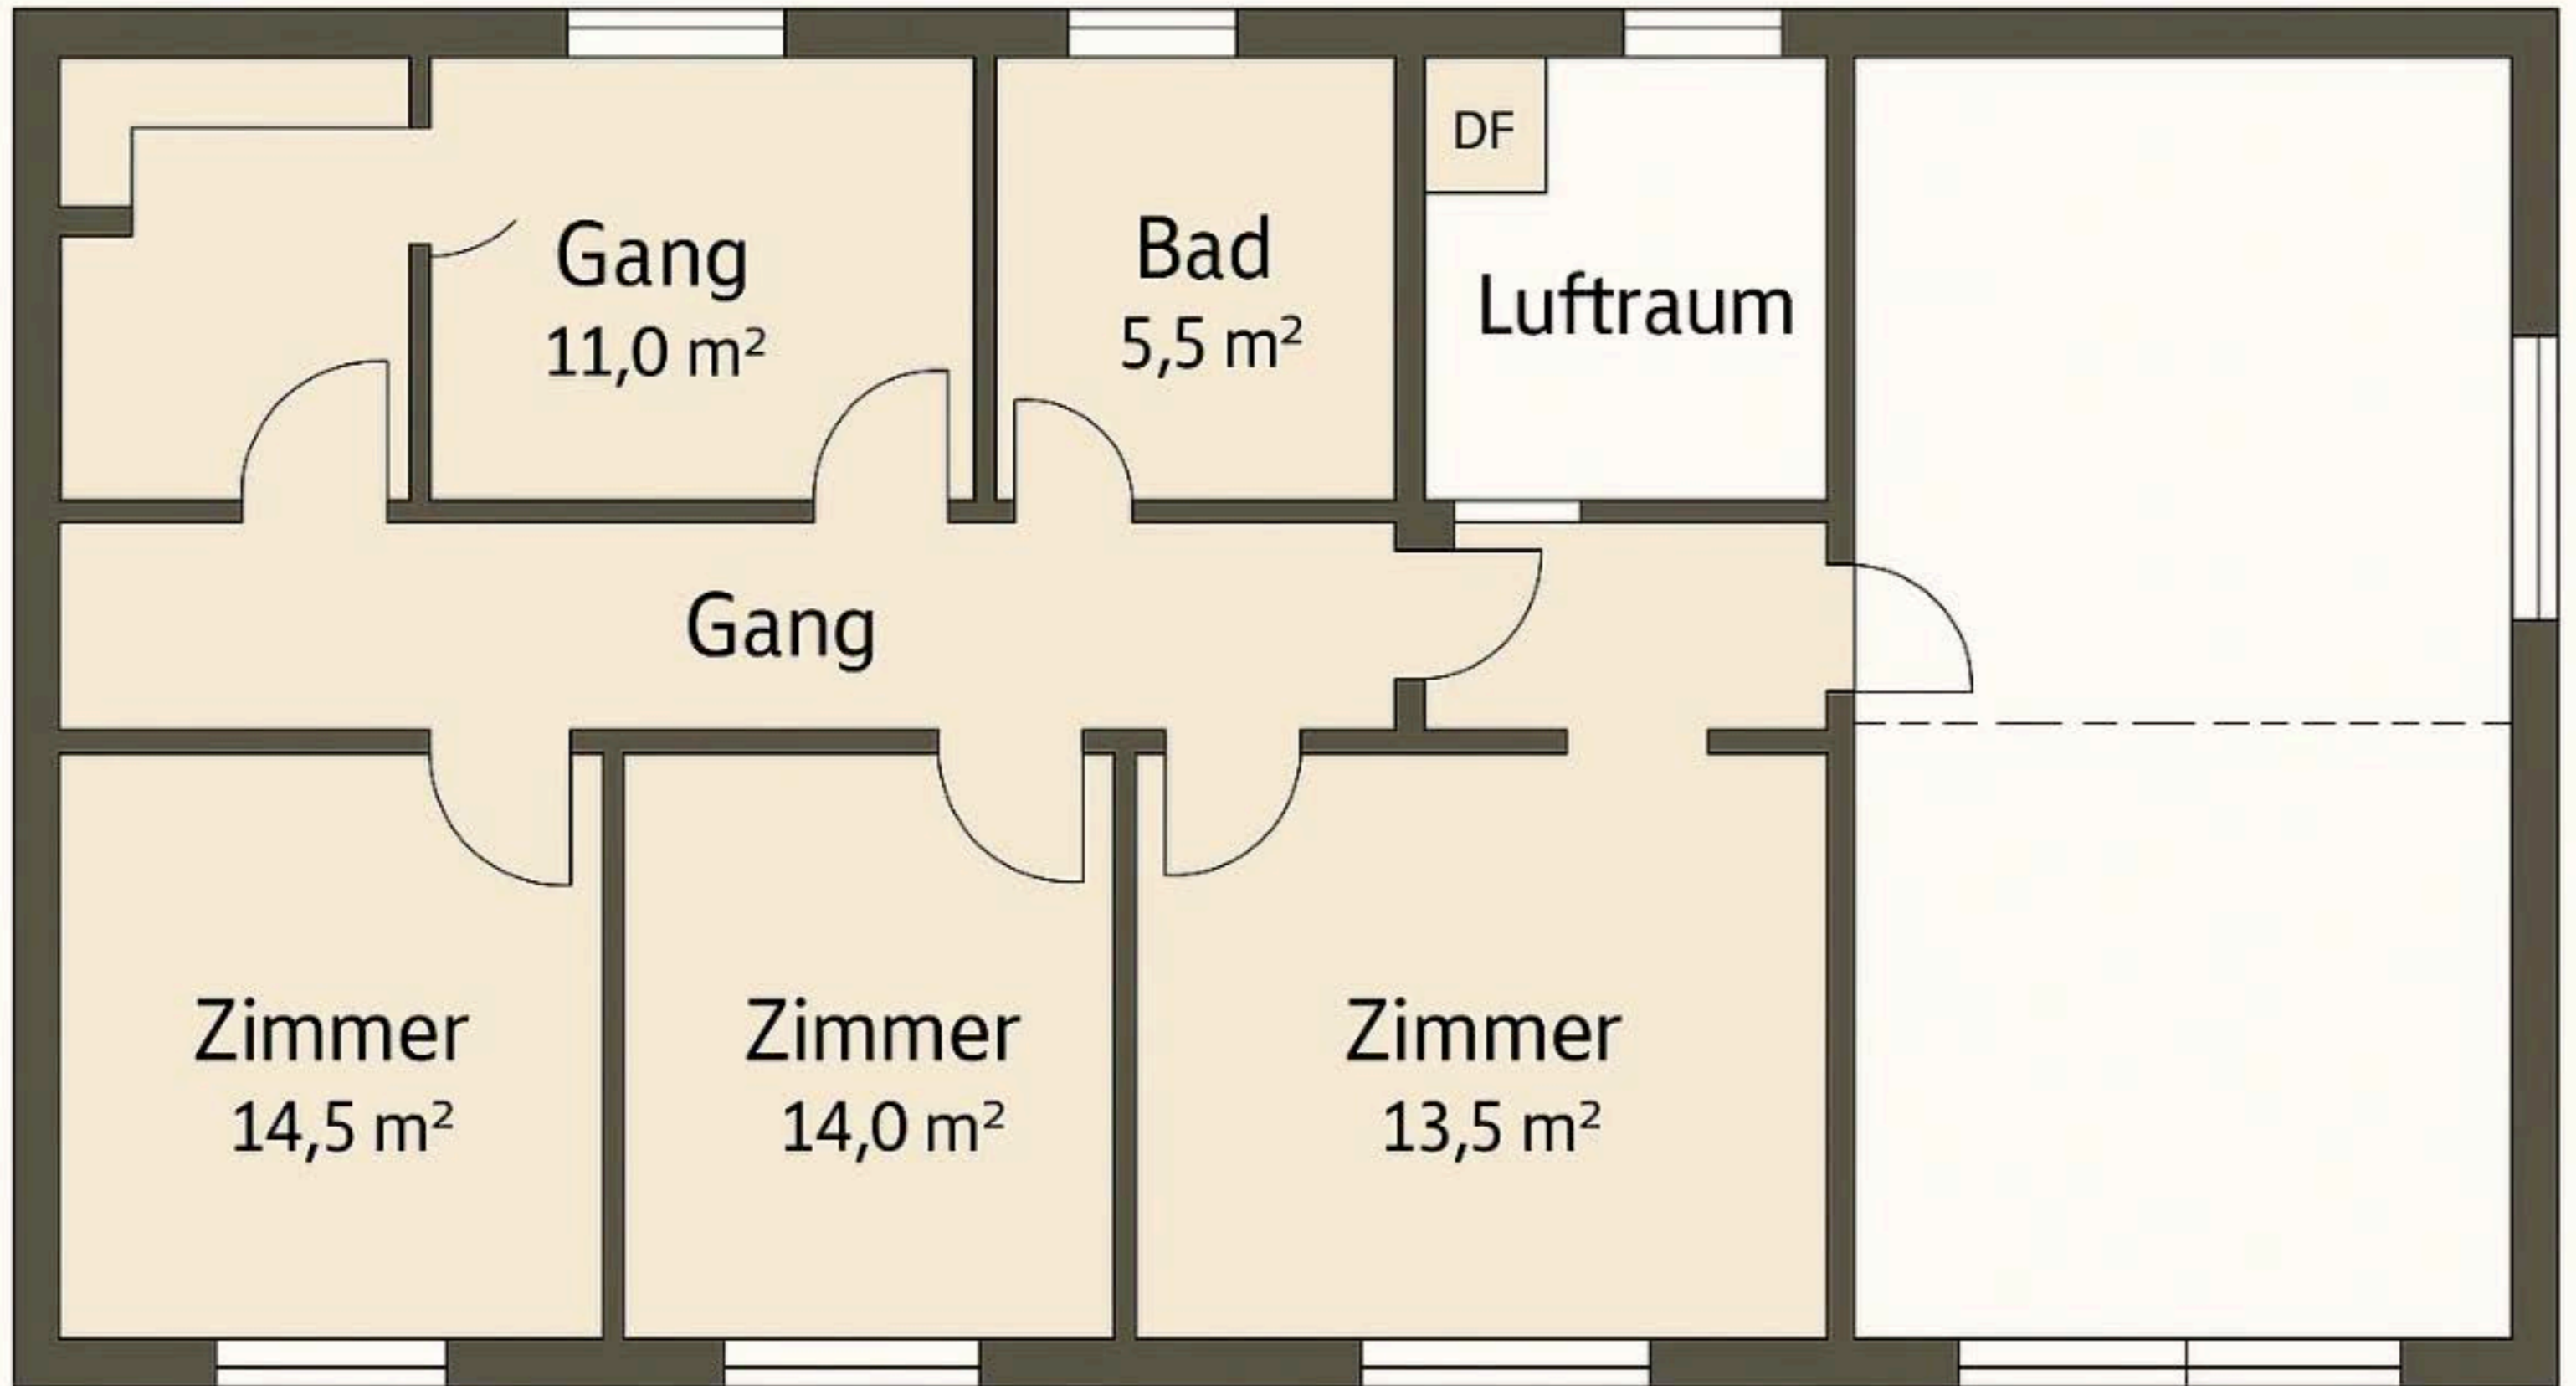 DF
Gang
11,0 m²
Bad
5,5 m²
Luftraum
Gang
Zimmer
14,5 m²
Zimmer
14,0 m²
Zimmer
13,5 m²